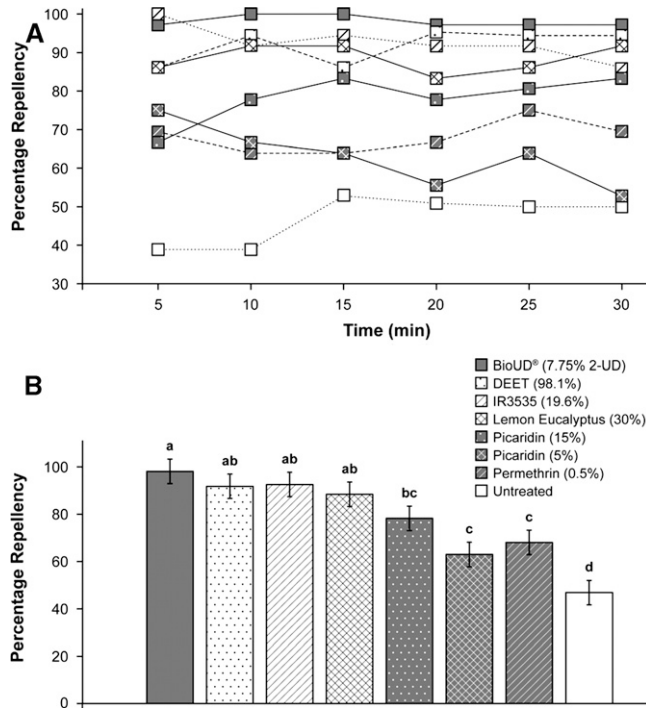 A
Percentage Repellency
100
90
80
70
60
50
40
30
5 10 15 20 25 30
Time (min)
B
BioUD® (7.75% 2-UD)
DEET (98.1%)
IR3535 (19.6%)
Lemon Eucalyptus (30%)
Picaridin (15%)
Picaridin (5%)
Permethrin (0.5%)
Untreated
Percentage Repellency
100
80
60
40
20
0
a ab ab ab bc c c d